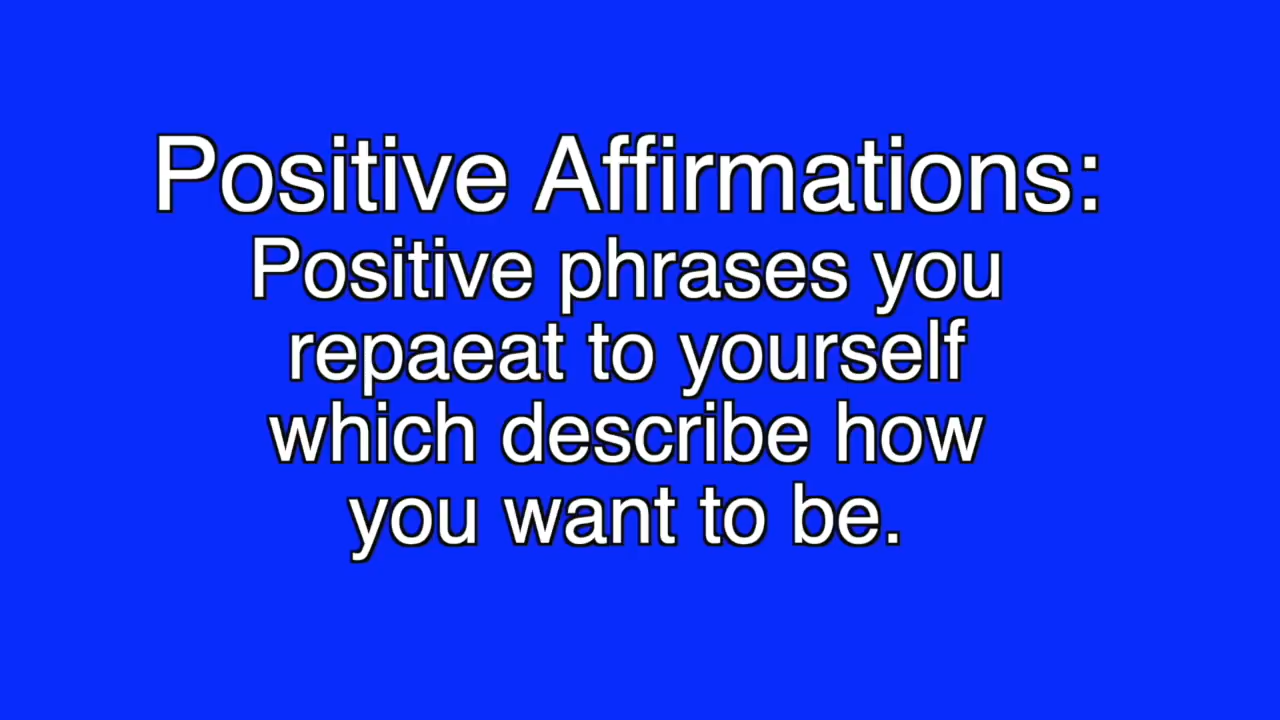 Positive Affirmations:
Positive phrases you
repaeat to yourself
which describe how
you want to be.